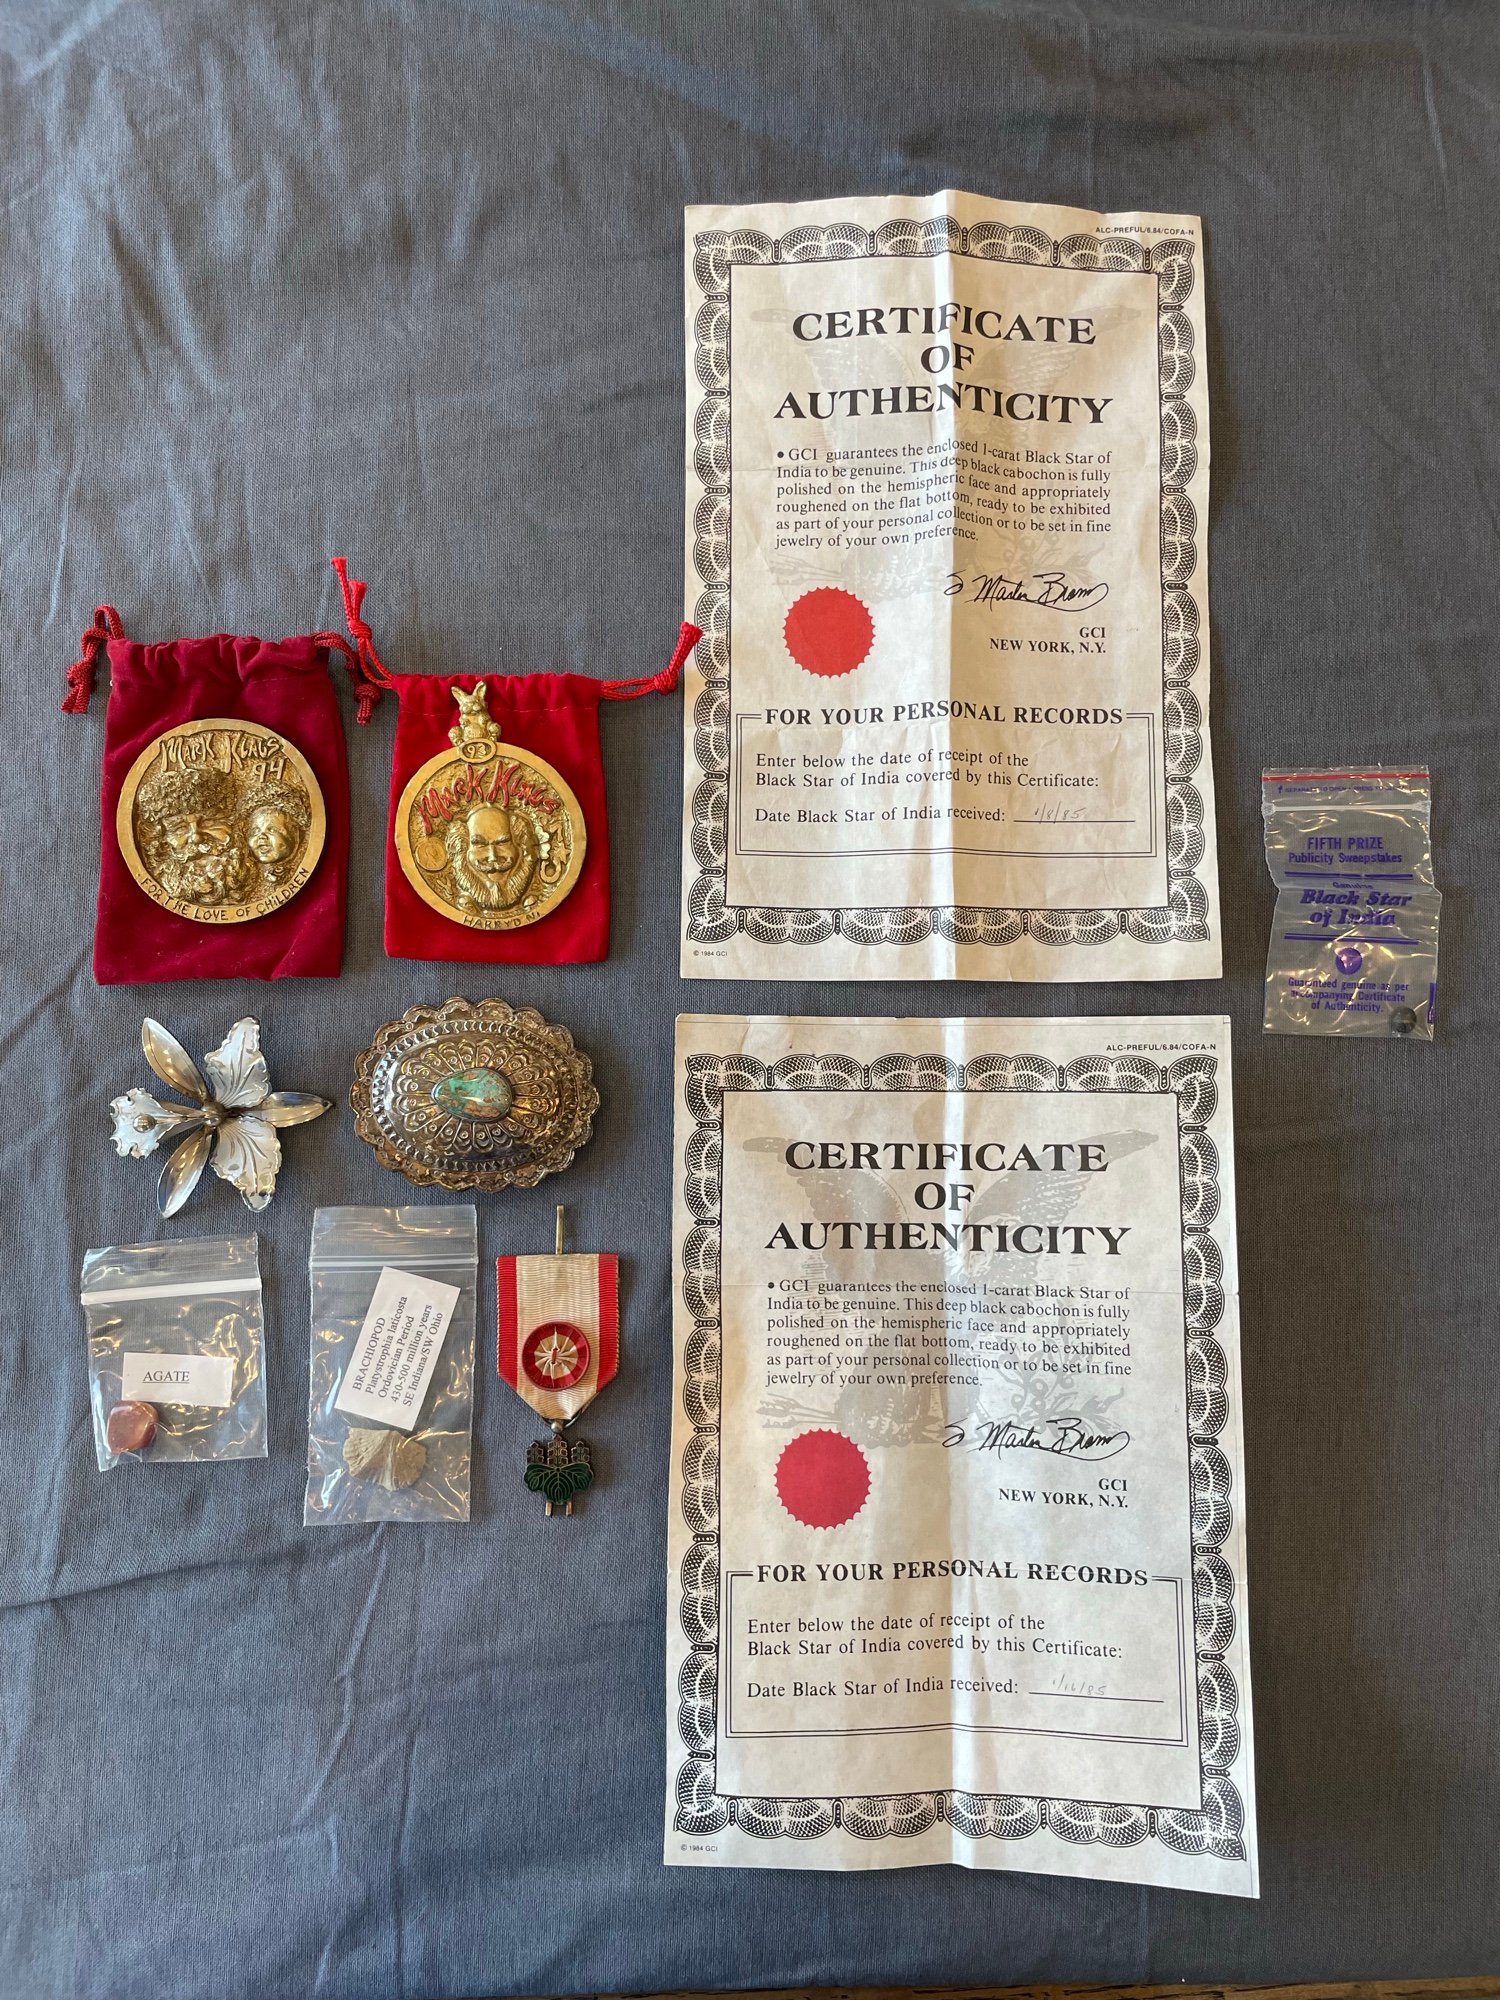 MARK KLAUS
94
FOR THE LOVE OF CHILDREN
93
MARK KLAUS
AGATE
BRACHIOPOD
Platystrophia laticosta
Ordovician Period
430-500 million years
SE Indiana/SW Ohio
ALC-PREFUL/6.84/COFA-N
CERTIFICATE
OF
AUTHENTICITY
• GCI guarantees the enclosed 1-carat Black Star of
India to be genuine. This deep black cabochon is fully
polished on the hemispheric face and appropriately
roughened on the flat bottom, ready to be exhibited
as part of your personal collection or to be set in fine
jewelry of your own preference.
GCI
NEW YORK, N.Y.
FOR YOUR PERSONAL RECORDS
Enter below the date of receipt of the
Black Star of India covered by this Certificate:
Date Black Star of India received: 1/8/85
© 1984 GCI
ALC-PREFUL/6.84/COFA-N
CERTIFICATE
OF
AUTHENTICITY
• GCI guarantees the enclosed 1-carat Black Star of
India to be genuine. This deep black cabochon is fully
polished on the hemispheric face and appropriately
roughened on the flat bottom, ready to be exhibited
as part of your personal collection or to be set in fine
jewelry of your own preference.
GCI
NEW YORK, N.Y.
FOR YOUR PERSONAL RECORDS
Enter below the date of receipt of the
Black Star of India covered by this Certificate:
Date Black Star of India received: 1/16/85
© 1984 GCI
FIFTH PRIZE
Publicity Sweepstakes
Genuine
Black Star
of India
Guaranteed genuine as per
accompanying Certificate
of Authenticity.